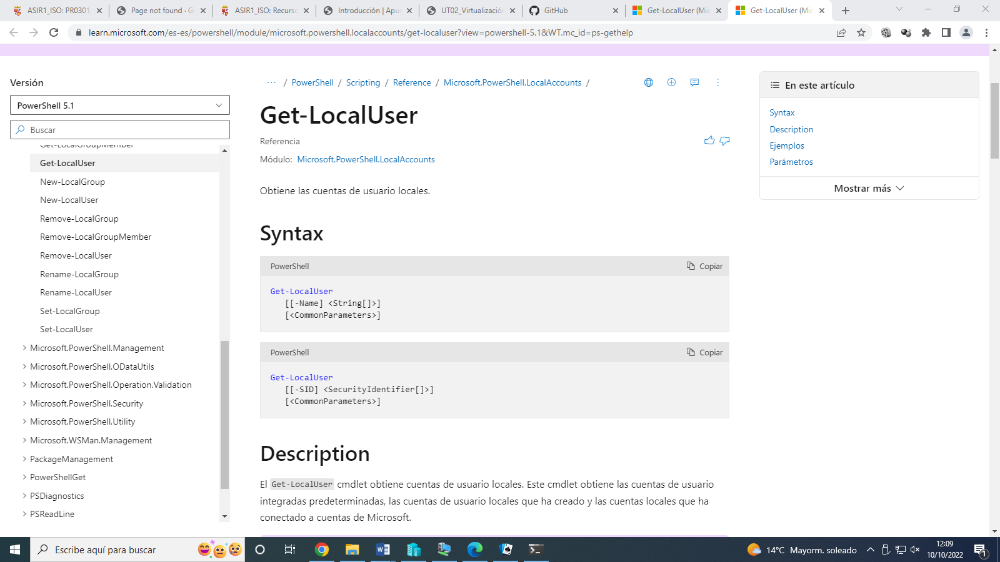 ASIR1_ISO: PR0301
Page not found · Gi
ASIR1_ISO: Recurso
Introducción | Apun
UT02_Virtualización
GitHub
Get-LocalUser (Mic
Get-LocalUser (Mic
learn.microsoft.com/es-es/powershell/module/microsoft.powershell.localaccounts/get-localuser?view=powershell-5.1&WT.mc_id=ps-gethelp
Versión
PowerShell 5.1
Buscar
Get-LocalGroupMember
Get-LocalUser
New-LocalGroup
New-LocalUser
Remove-LocalGroup
Remove-LocalGroupMember
Remove-LocalUser
Rename-LocalGroup
Rename-LocalUser
Set-LocalGroup
Set-LocalUser
Microsoft.PowerShell.Management
Microsoft.PowerShell.ODataUtils
Microsoft.PowerShell.Operation.Validation
Microsoft.PowerShell.Security
Microsoft.PowerShell.Utility
Microsoft.WSMan.Management
PackageManagement
PowerShellGet
PSDiagnostics
PSReadLine
··· / PowerShell / Scripting / Reference / Microsoft.PowerShell.LocalAccounts /
Get-LocalUser
Referencia
Módulo: Microsoft.PowerShell.LocalAccounts
Obtiene las cuentas de usuario locales.
Syntax
PowerShell
Copiar
Get-LocalUser
[[-Name] <String[]>]
[<CommonParameters>]
PowerShell
Copiar
Get-LocalUser
[[-SID] <SecurityIdentifier[]>]
[<CommonParameters>]
Description
El Get-LocalUser cmdlet obtiene cuentas de usuario locales. Este cmdlet obtiene las cuentas de usuario
integradas predeterminadas, las cuentas de usuario locales que ha creado y las cuentas locales que ha
conectado a cuentas de Microsoft.
En este artículo
Syntax
Description
Ejemplos
Parámetros
Mostrar más
Escribe aquí para buscar
14°C Mayorm. soleado
12:09
10/10/2022
1